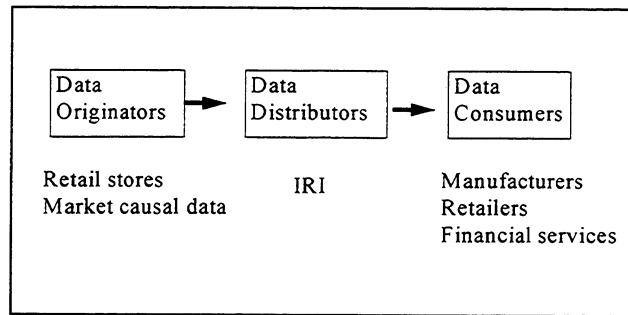 Data
Originators
Data
Distributors
Data
Consumers
Retail stores
Market causal data
IRI
Manufacturers
Retailers
Financial services